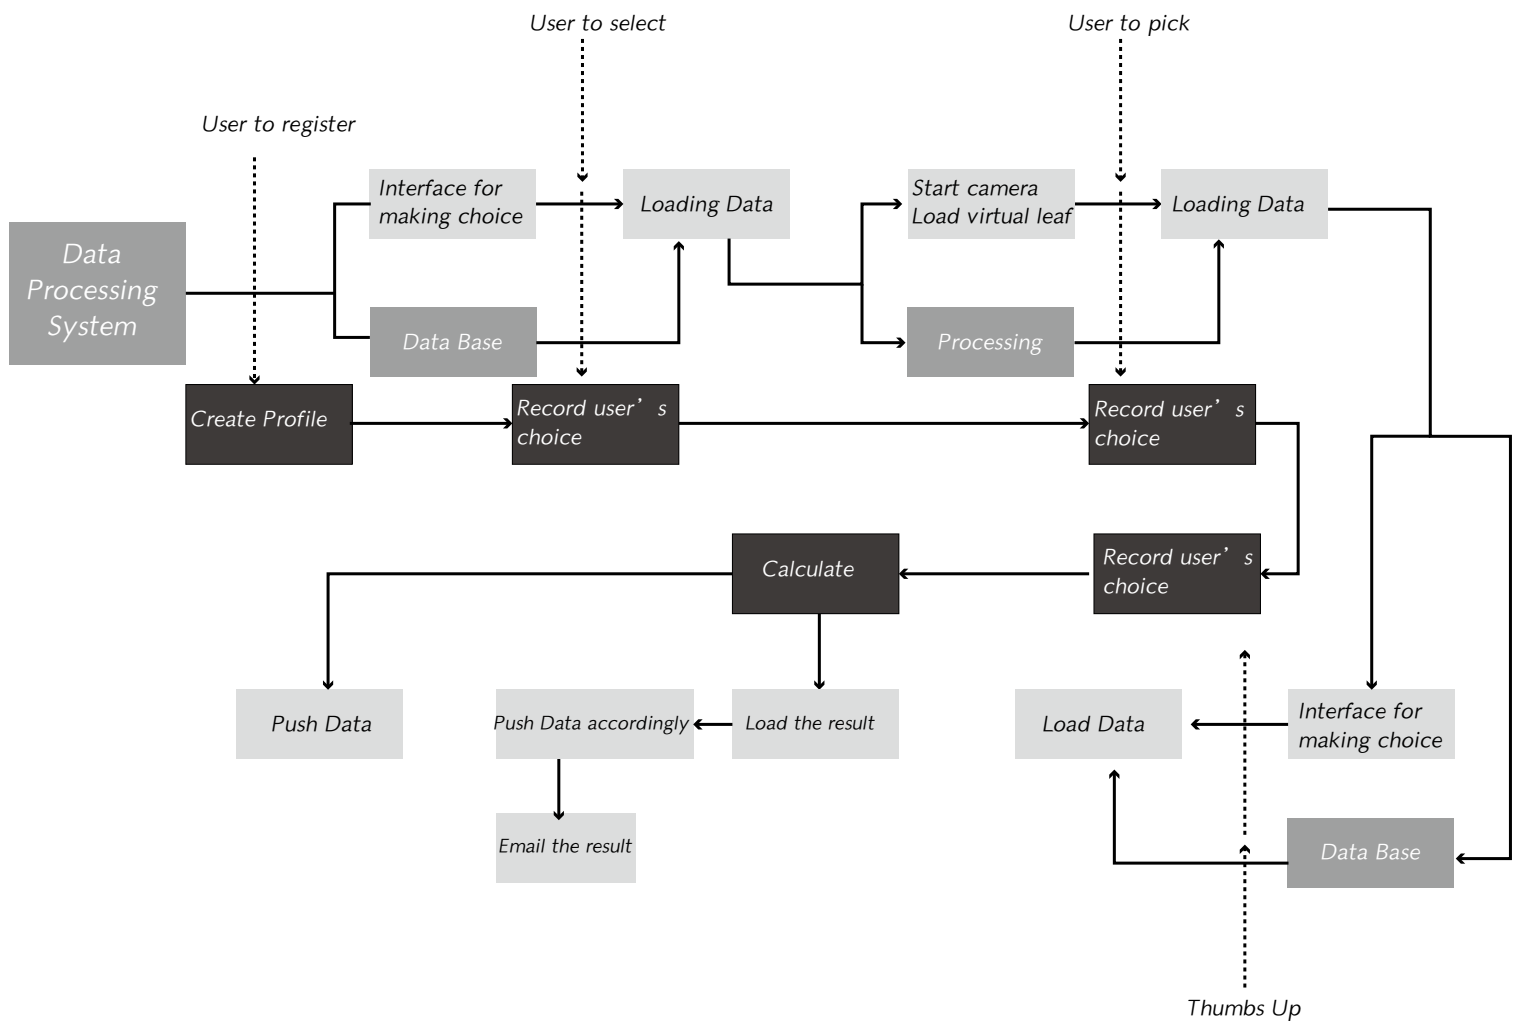 User to select
User to pick
User to register
Interface for
making choice
Loading Data
Start camera
Load virtual leaf
Loading Data
Data
Processing
System
Data Base
Processing
Create Profile
Record user’s
choice
Record user’s
choice
Calculate
Record user’s
choice
Push Data
Push Data accordingly
Load the result
Load Data
Interface for
making choice
Email the result
Data Base
Thumbs Up